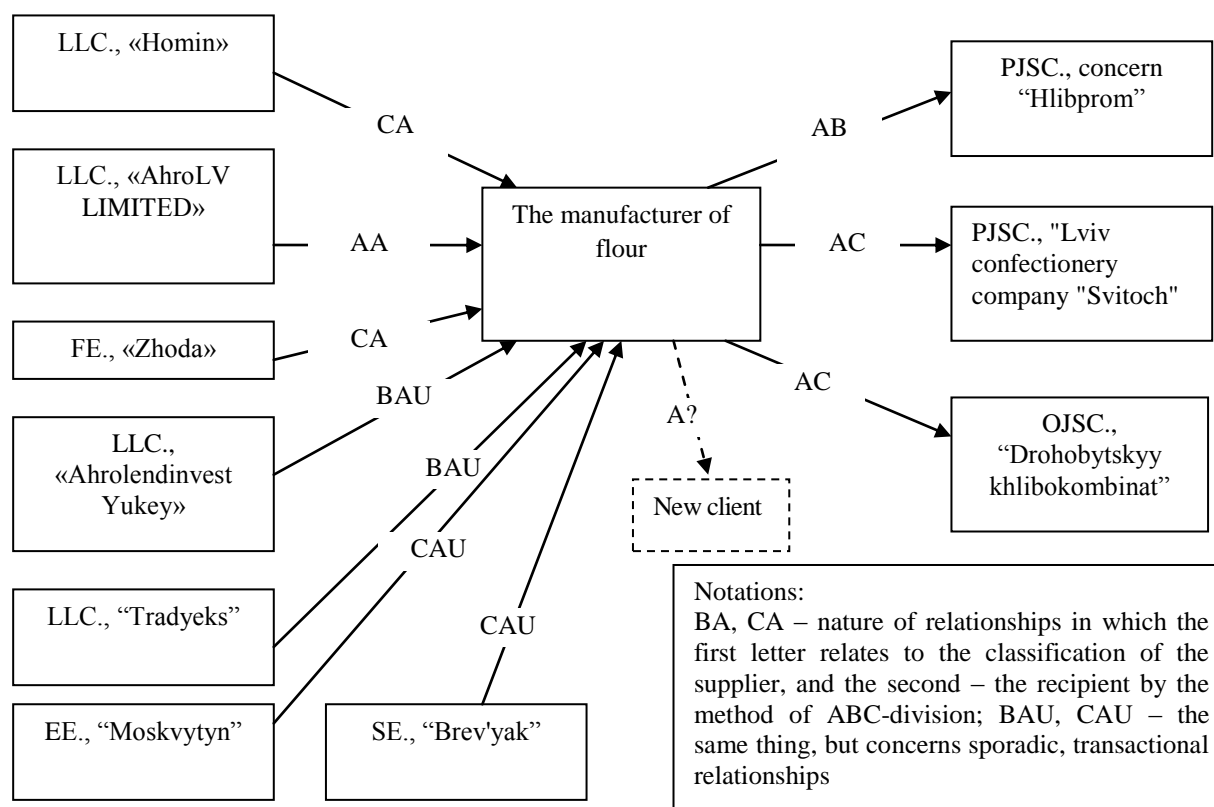 LLC., «Homin»
CA
LLC., «AhroLV
LIMITED»
AA
FE., «Zhoda»
CA
LLC.,
«Ahrolendinvest
Yukey»
BAU
LLC., “Tradyeks”
BAU
EE., “Moskvytyn”
CAU
SE., “Brev'yak”
CAU
The manufacturer of
flour
AB
PJSC., concern
“Hlibprom”
AC
PJSC., "Lviv
confectionery
company "Svitoch"
AC
OJSC.,
“Drohobytskyy
khlibokombinat”
A?
New client
Notations:
BA, CA – nature of relationships in which the
first letter relates to the classification of the
supplier, and the second – the recipient by the
method of ABC-division; BAU, CAU – the
same thing, but concerns sporadic, transactional
relationships